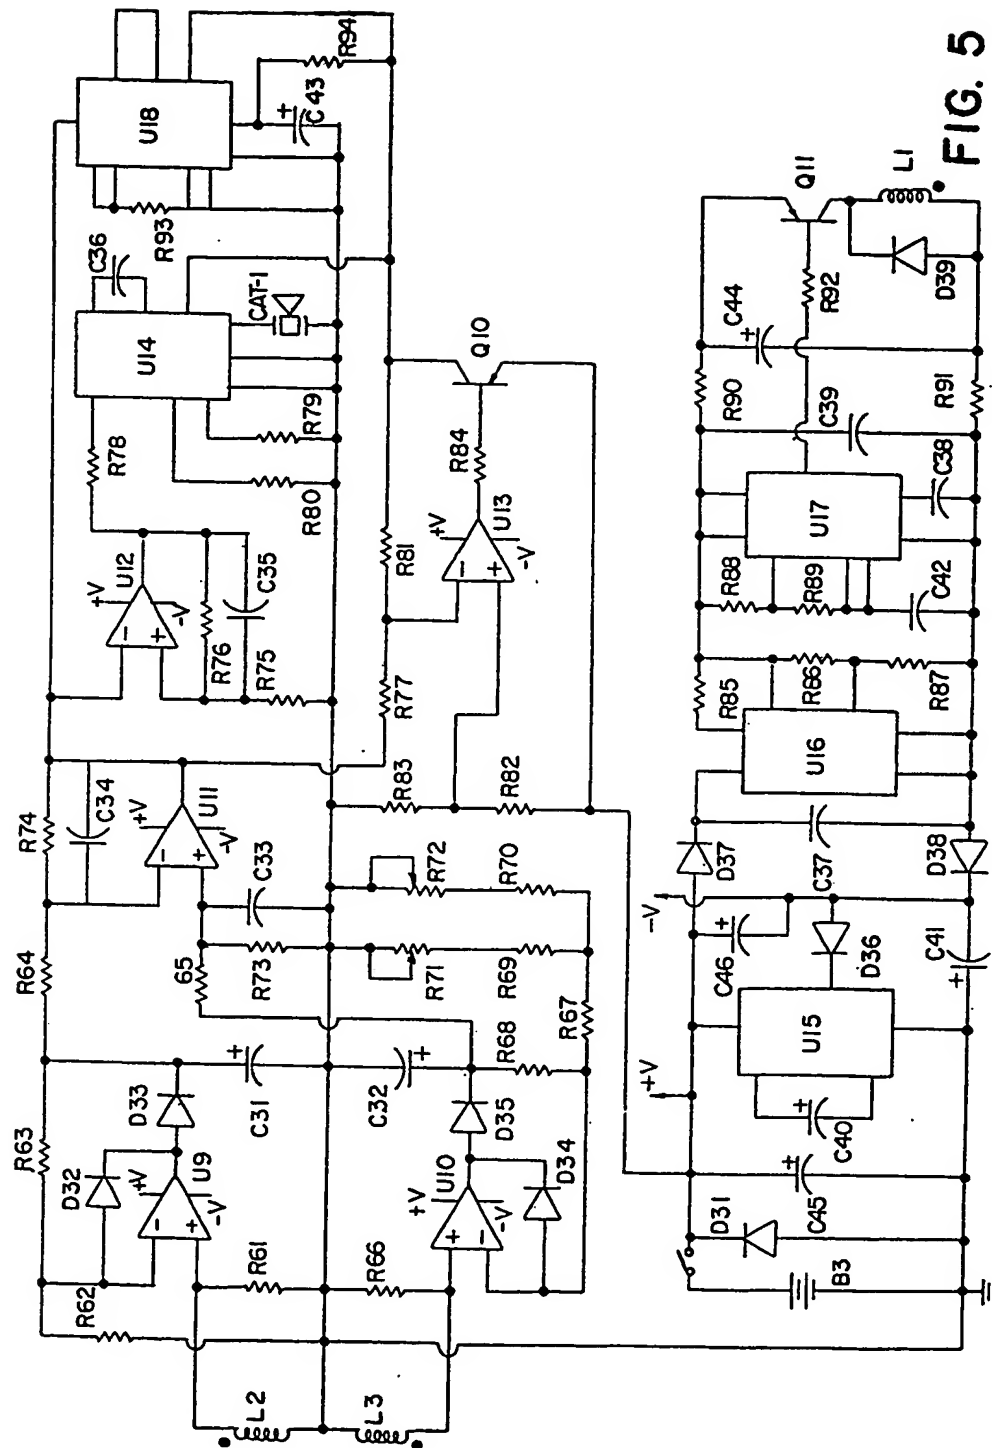 U18
R94
C43
R93
C36
U14
CAT-1
R78
R79
R80
Q10
+V
U12
-V
R76
C35
R75
R81
R84
+V
U13
-V
R77
R74
C34
+V
U11
-V
R83
R82
C33
R72
R70
R64
65
R73
R71
R69
R67
R63
D33
C31
C32
R68
D32
+V
U9
-V
D35
U10
+V
-V
D34
R62
R61
R66
L2
L3
FIG. 5
L1
Q11
D39
R92
C44
R90
R91
C39
C38
U17
R88
R89
C42
R85
R86
R87
U16
D37
C37
D38
-V
C46
D36
C41
U15
+V
C40
C45
D31
B3
+
+
+
+
+
+
+
+
+
-
+
-
+
-
+
-
+
-